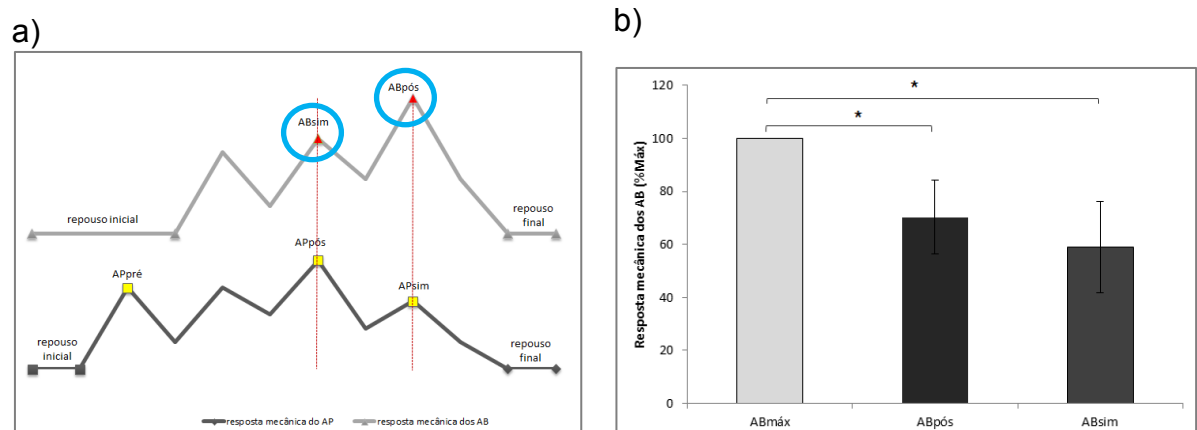 a)
ABpós
ABsim
repouso inicial
repouso
final
APpós
APpré
APsim
repouso
inicial
repouso
final
resposta mecânica do AP
resposta mecânica dos AB
b)
Resposta mecânica dos AB (%Máx)
120
100
80
60
40
20
0
*
*
ABmáx
ABpós
ABsim